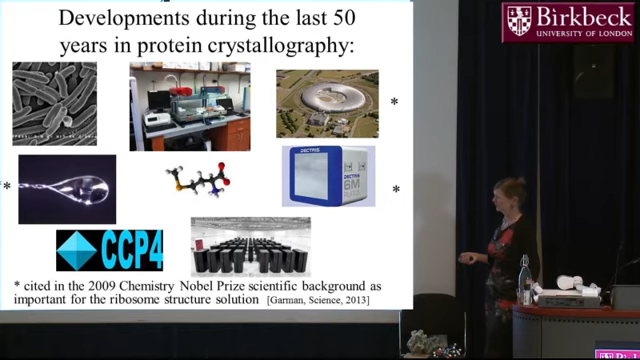 Developments during the last 50
years in protein crystallography:
Birkbeck
UNIVERSITY OF LONDON
*
DECTRIS
*
6M
*
CCP4
* cited in the 2009 Chemistry Nobel Prize scientific background as
important for the ribosome structure solution [Garman, Science, 2013]